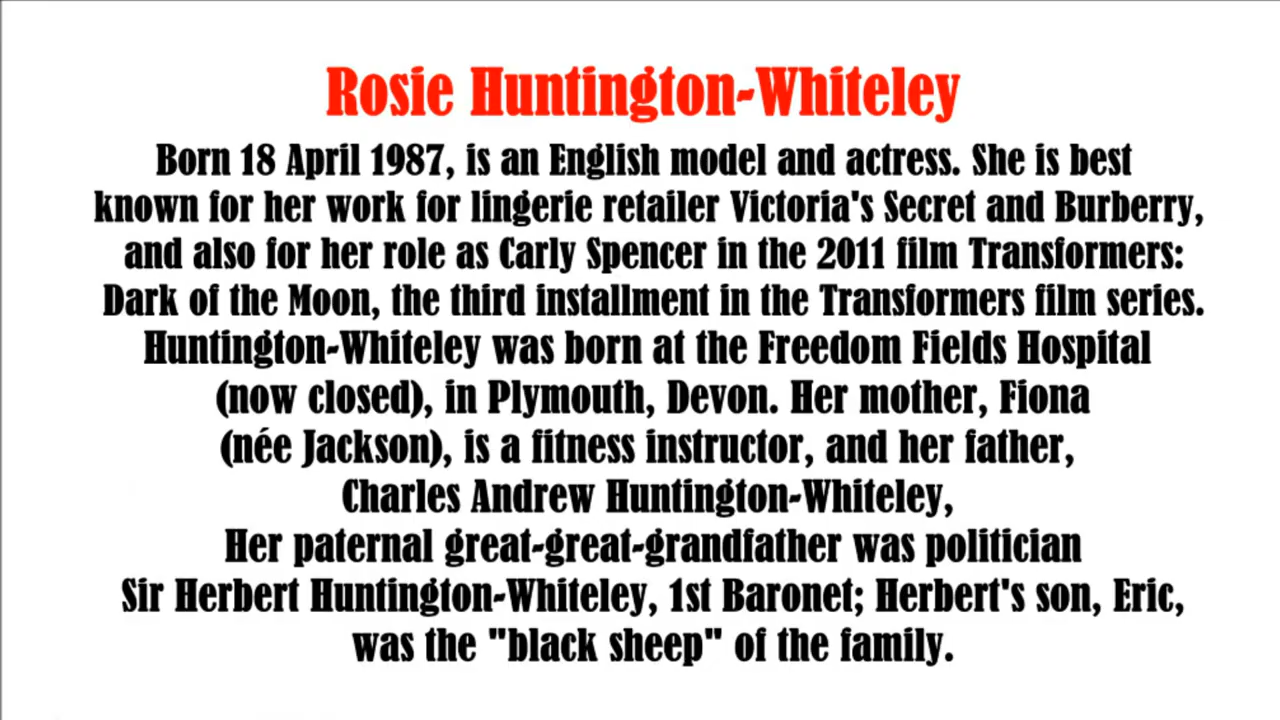 Rosie Huntington-Whiteley
Born 18 April 1987, is an English model and actress. She is best
known for her work for lingerie retailer Victoria's Secret and Burberry,
and also for her role as Carly Spencer in the 2011 film Transformers:
Dark of the Moon, the third installment in the Transformers film series.
Huntington-Whiteley was born at the Freedom Fields Hospital
(now closed), in Plymouth, Devon. Her mother, Fiona
(née Jackson), is a fitness instructor, and her father,
Charles Andrew Huntington-Whiteley,
Her paternal great-great-grandfather was politician
Sir Herbert Huntington-Whiteley, 1st Baronet; Herbert's son, Eric,
was the "black sheep" of the family.